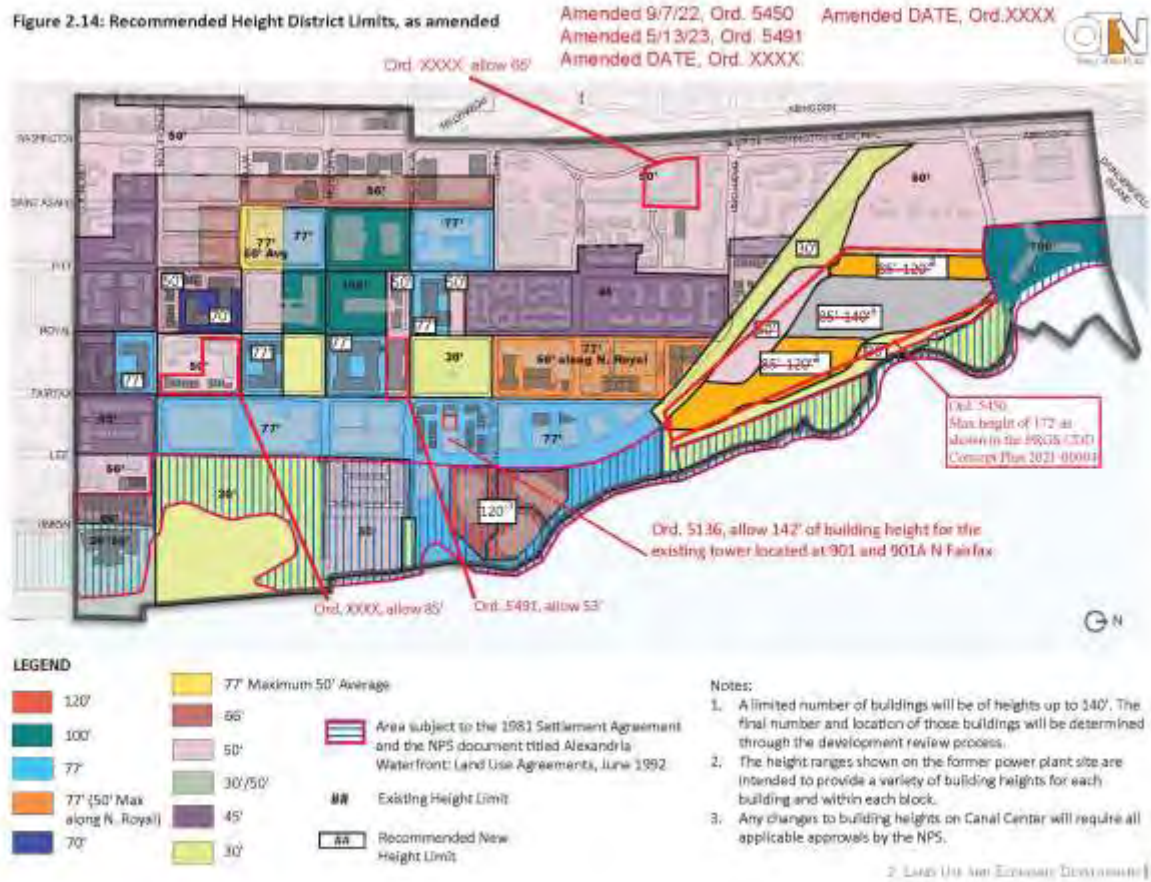 Figure 2.14: Recommended Height District Limits, as amended
Amended 9/7/22, Ord. 5450
Amended DATE, Ord.XXXX
Amended 5/13/23, Ord. 5491
Amended DATE, Ord. XXXX
OTN
Ord. XXXX, allow 65'
ABINGDON
WASHINGTON
50'
50'
50'
66'
77'
50' Avg
77'
77'
30'
100'
PITT
85'-120'
50'
50'
50'
100'
45
85'-140'
70'
77'
ROYAL
50'
77'
77'
77'
30'
77'
50' along N. Royal
85'-120'
FAIRFAX
45'
77'
77'
Ord. 5450
Max height of 172 as
shown in the PRGS CDD
Concept Plan 2021-00004
LEE
50'
30'
120'
UNION
Ord. 5136, allow 142' of building height for the
existing tower located at 901 and 901A N Fairfax
Ord. XXXX, allow 85'
Ord. 5491, allow 53'
N
LEGEND
120'
100'
77'
77' (50' Max
along N. Royal)
70'
77' Maximum 50' Average
66'
50'
30'/50'
45'
30'
Area subject to the 1981 Settlement Agreement
and the NPS document titled Alexandria
Waterfront: Land Use Agreements, June 1992
## Existing Height Limit
## Recommended New
Height Limit
Notes:
1. A limited number of buildings will be of heights up to 140'. The
final number and location of those buildings will be determined
through the development review process.
2. The height ranges shown on the former power plant site are
intended to provide a variety of building heights for each
building and within each block.
3. Any changes to building heights on Canal Center will require all
applicable approvals by the NPS.
2 Land Use and Economic Development